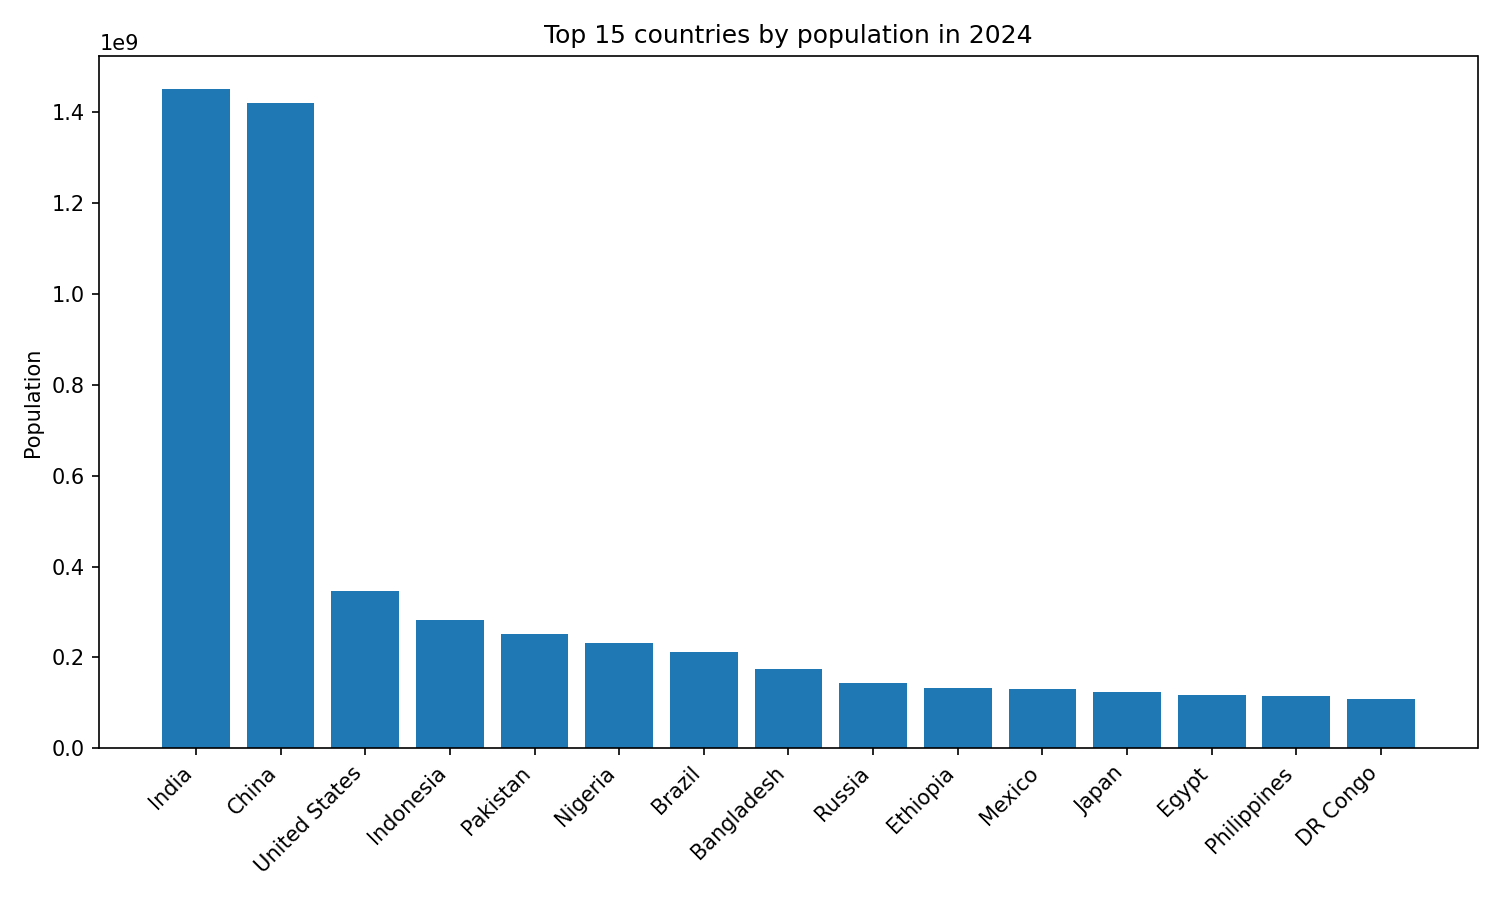 Top 15 countries by population in 2024
1e9
Population
1.4
1.2
1.0
0.8
0.6
0.4
0.2
0.0
India
China
United States
Indonesia
Pakistan
Nigeria
Brazil
Bangladesh
Russia
Ethiopia
Mexico
Japan
Egypt
Philippines
DR Congo